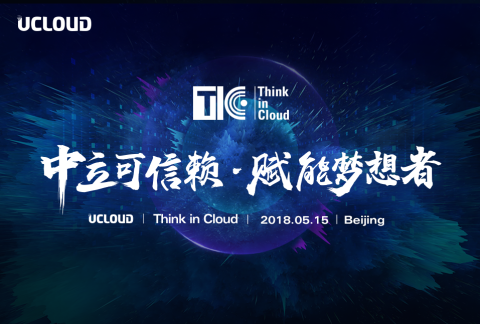 UCLOUD
TIC
Think
in
Cloud
中立可信赖·赋能梦想者
UCLOUD | Think in Cloud | 2018.05.15 | Beijing